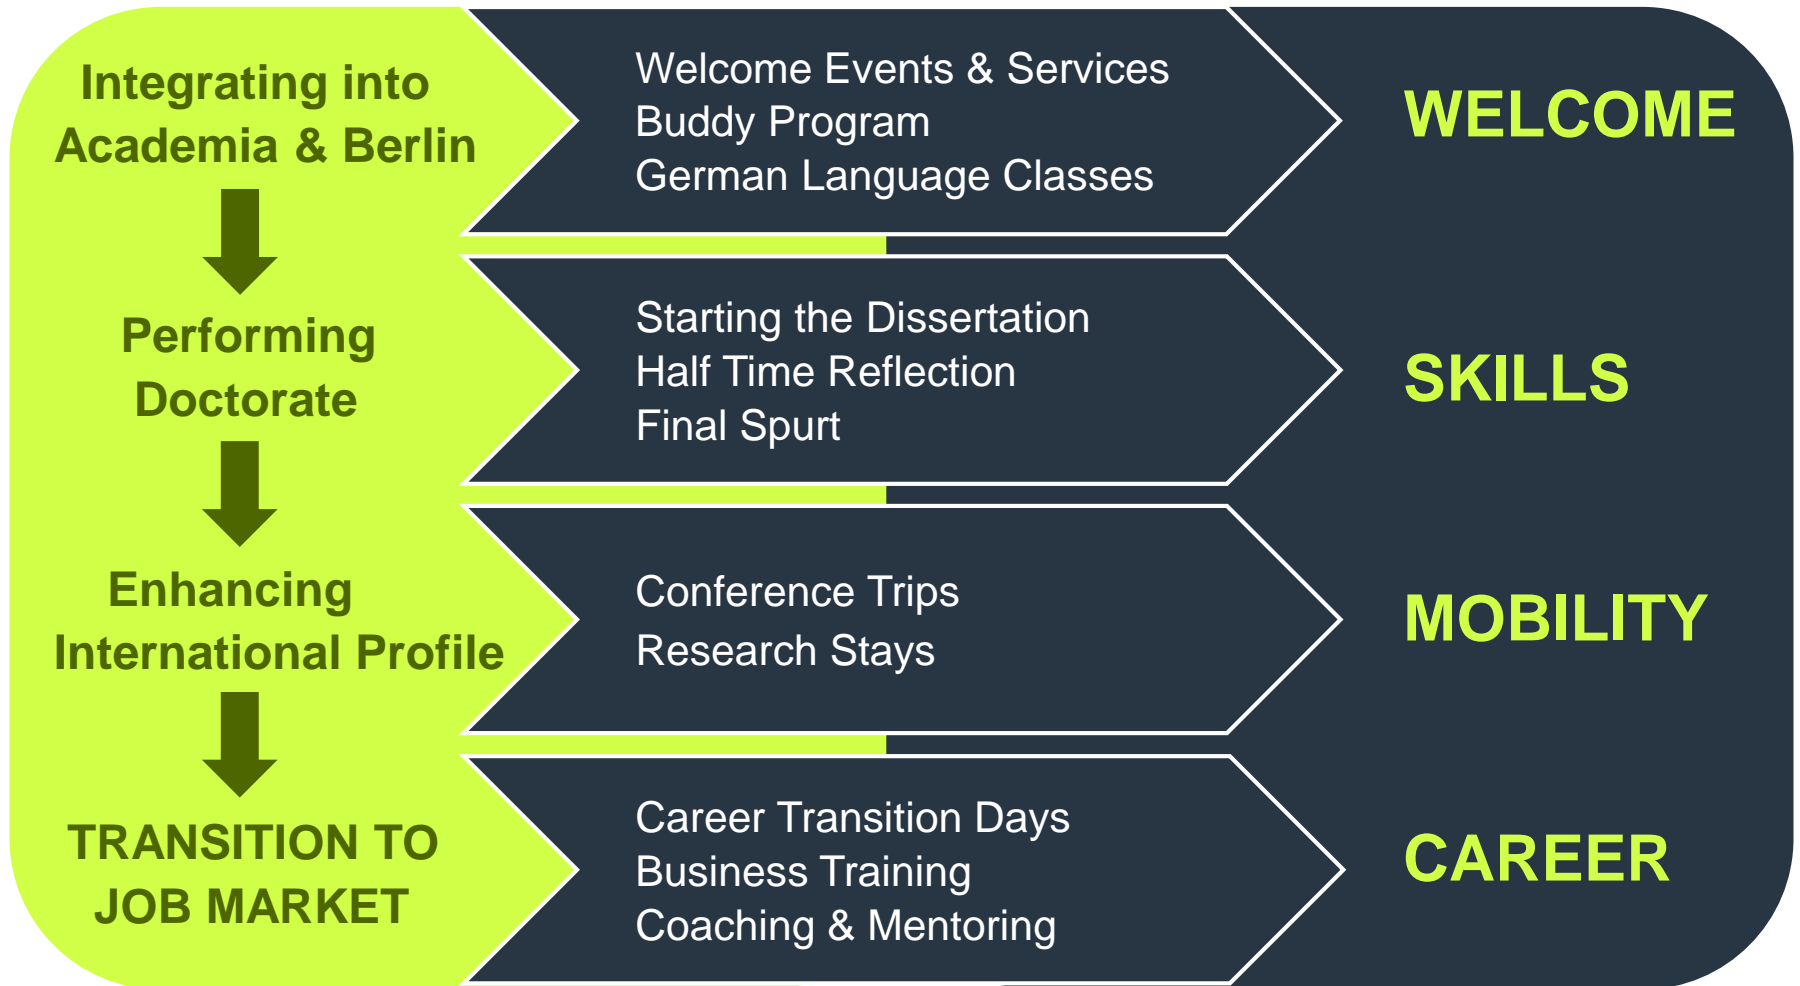 Integrating into
Academia & Berlin
Welcome Events & Services
Buddy Program
German Language Classes
WELCOME
Performing
Doctorate
Starting the Dissertation
Half Time Reflection
Final Spurt
SKILLS
Enhancing
International Profile
Conference Trips
Research Stays
MOBILITY
TRANSITION TO
JOB MARKET
Career Transition Days
Business Training
Coaching & Mentoring
CAREER